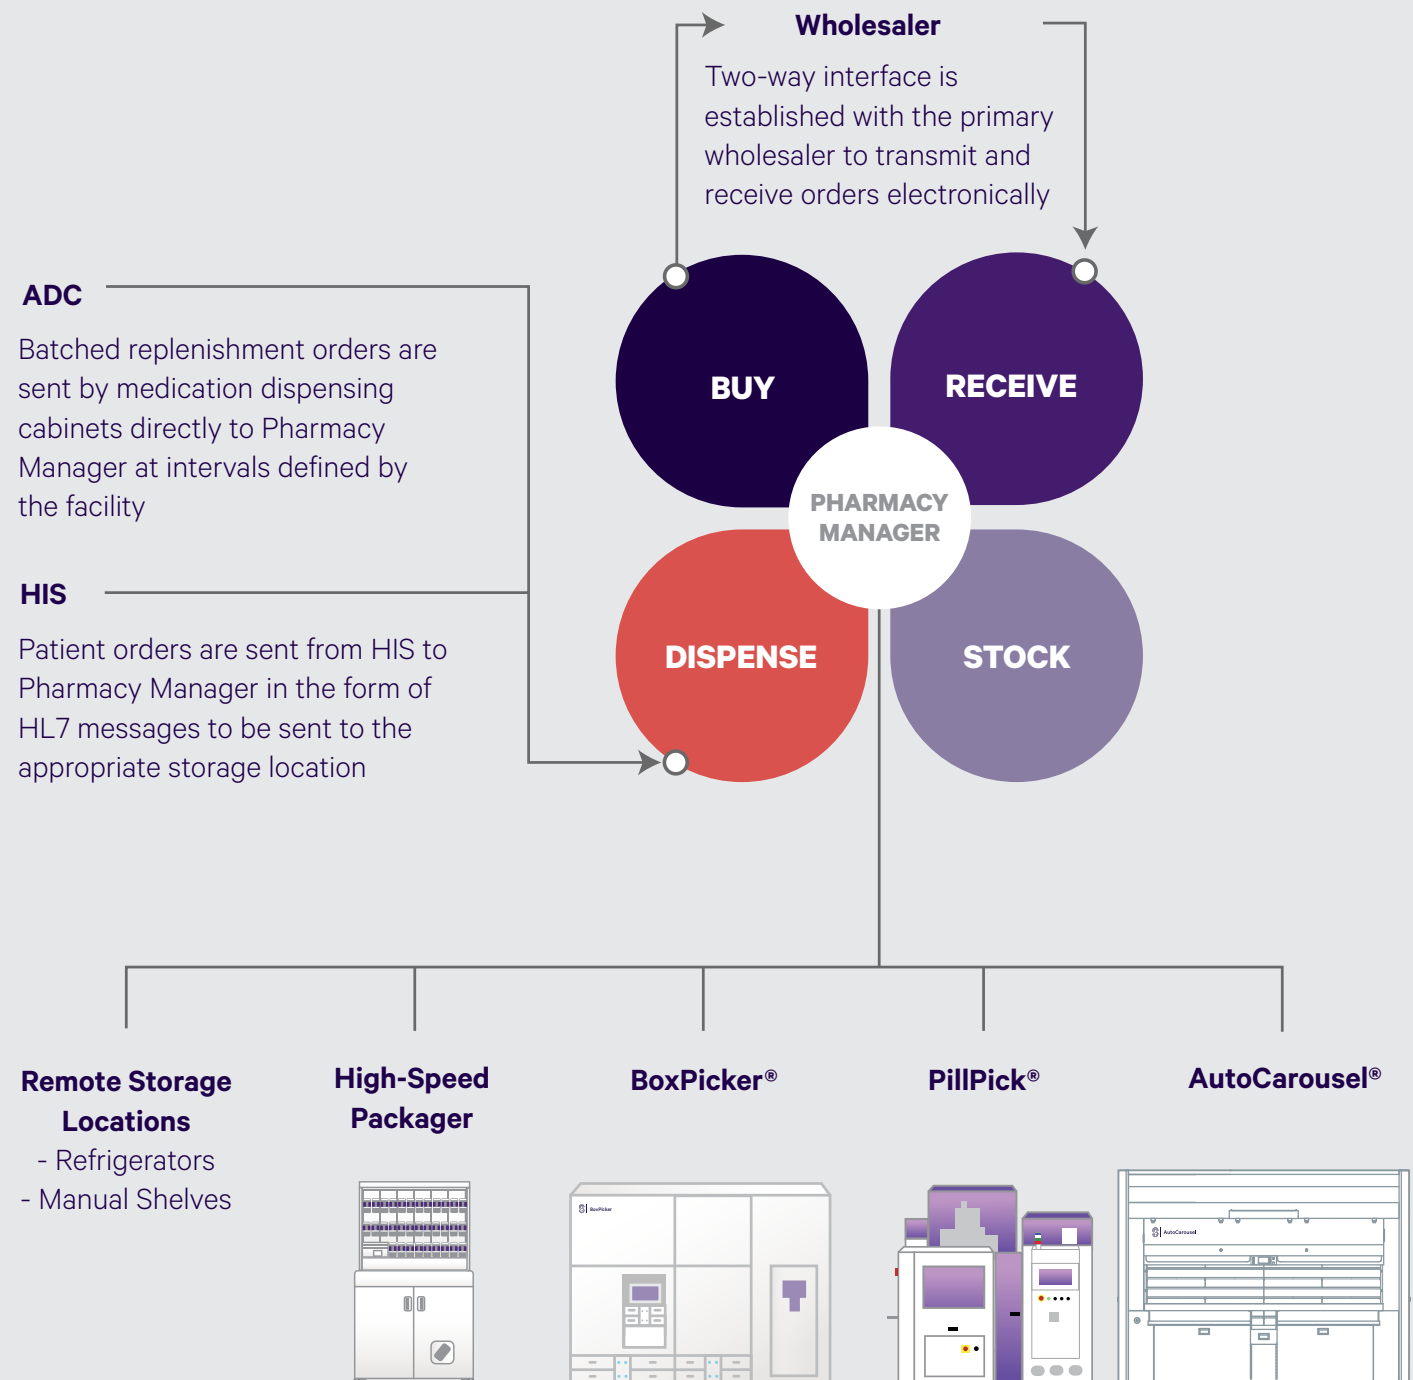 Wholesaler
Two-way interface is
established with the primary
wholesaler to transmit and
receive orders electronically
ADC
Batched replenishment orders are
sent by medication dispensing
cabinets directly to Pharmacy
Manager at intervals defined by
the facility
HIS
Patient orders are sent from HIS to
Pharmacy Manager in the form of
HL7 messages to be sent to the
appropriate storage location
BUY
RECEIVE
PHARMACY
MANAGER
DISPENSE
STOCK
Remote Storage
Locations
- Refrigerators
- Manual Shelves
High-Speed
Packager
BoxPicker®
PillPick®
AutoCarousel®
BoxPicker
AutoCarousel